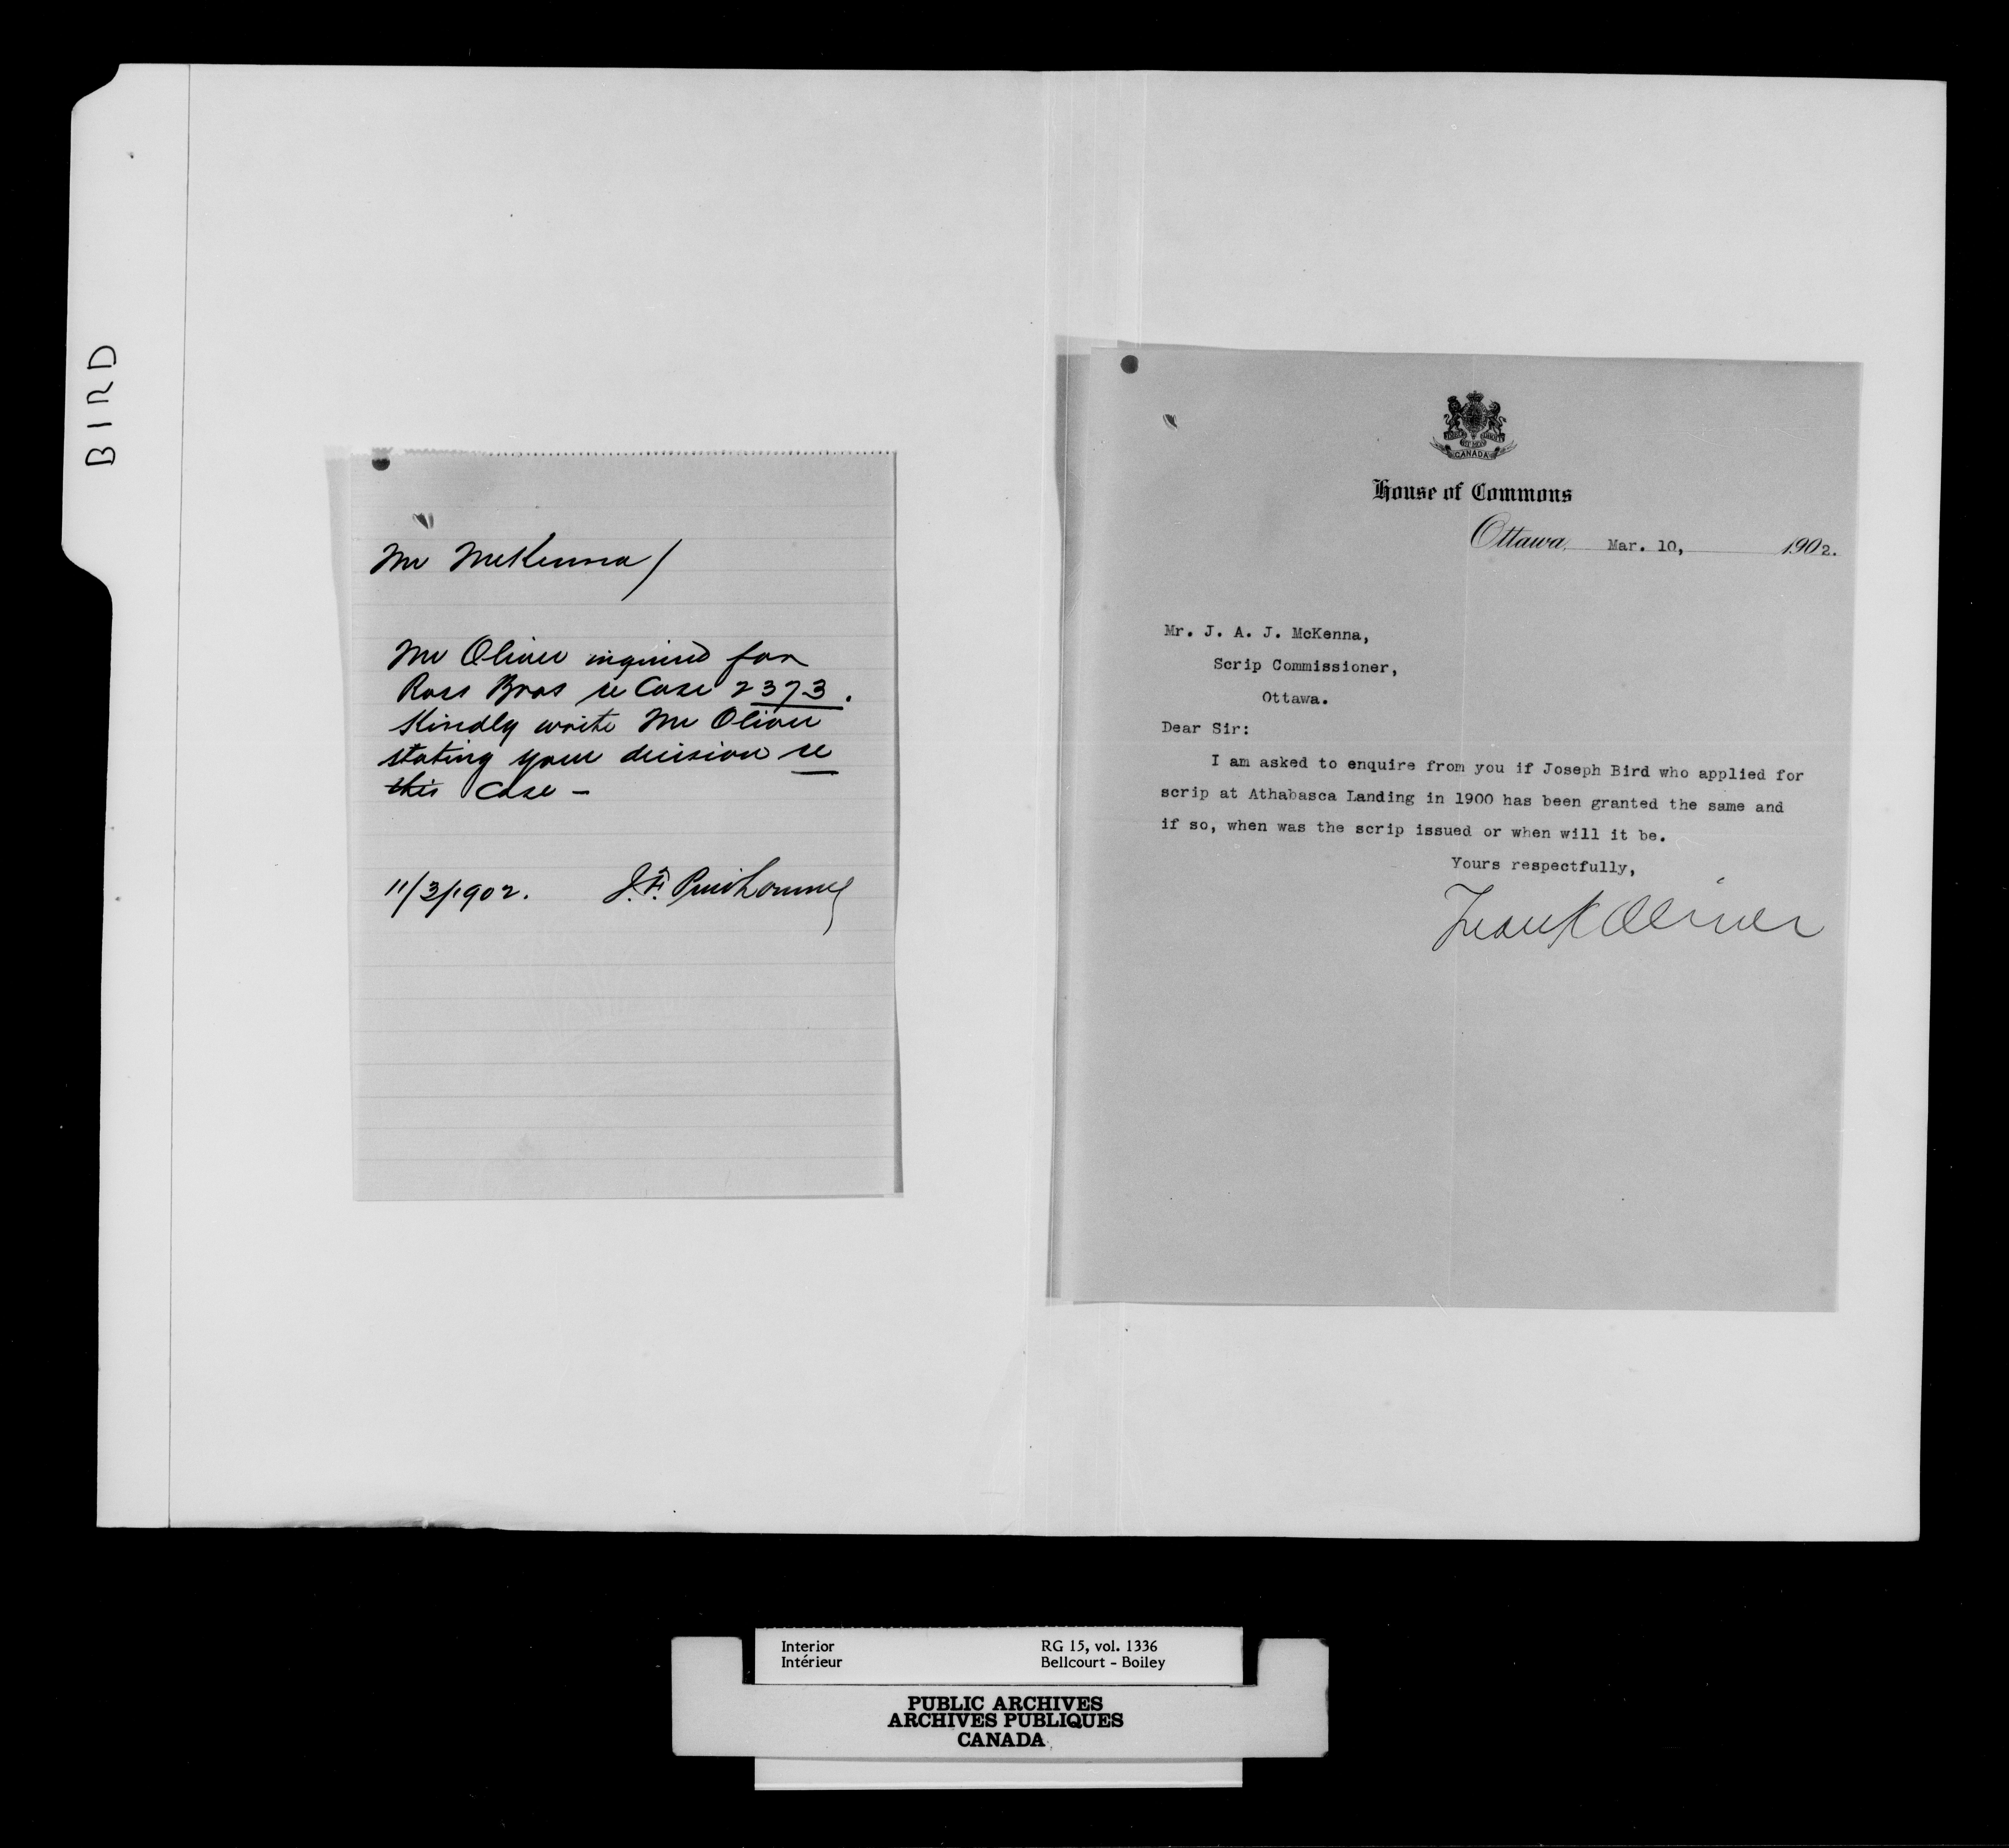 BIRD
Mr McKenna/
Mr Oliver inquired for
Ross Bros re Case 2373.
Kindly write Mr Oliver
stating your decision re
this case -
11/3/1902. J.F. Prudhomme
CANADA
House of Commons
Ottawa, Mar. 10, 1902.
Mr. J. A. J. McKenna,
Scrip Commissioner,
Ottawa.
Dear Sir:
I am asked to enquire from you if Joseph Bird who applied for
scrip at Athabasca Landing in 1900 has been granted the same and
if so, when was the scrip issued or when will it be.
Yours respectfully,
Frank Oliver
Interior RG 15, vol. 1336
Intérieur Bellcourt - Boiley
PUBLIC ARCHIVES
ARCHIVES PUBLIQUES
CANADA